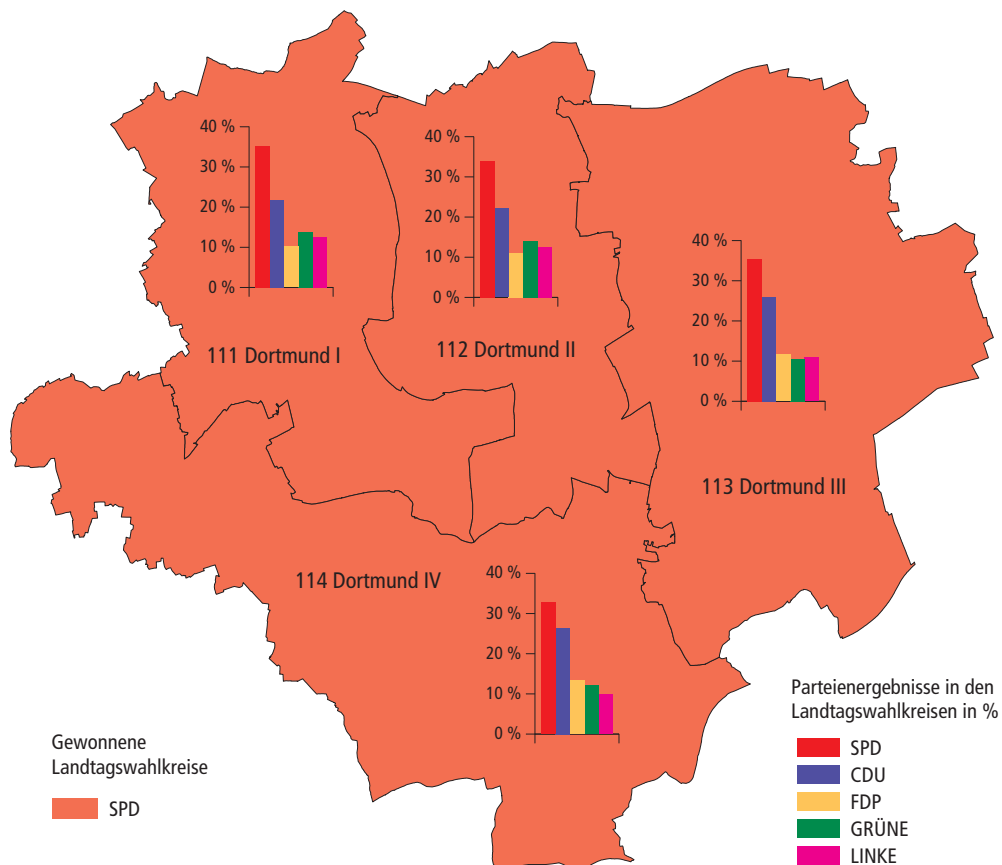 40 %
30 %
20 %
10 %
0 %
111 Dortmund I
40 %
30 %
20 %
10 %
0 %
112 Dortmund II
40 %
30 %
20 %
10 %
0 %
113 Dortmund III
114 Dortmund IV
40 %
30 %
20 %
10 %
0 %
Gewonnene
Landtagswahlkreise
SPD
Parteienergebnisse in den
Landtagswahlkreisen in %
SPD
CDU
FDP
GRÜNE
LINKE